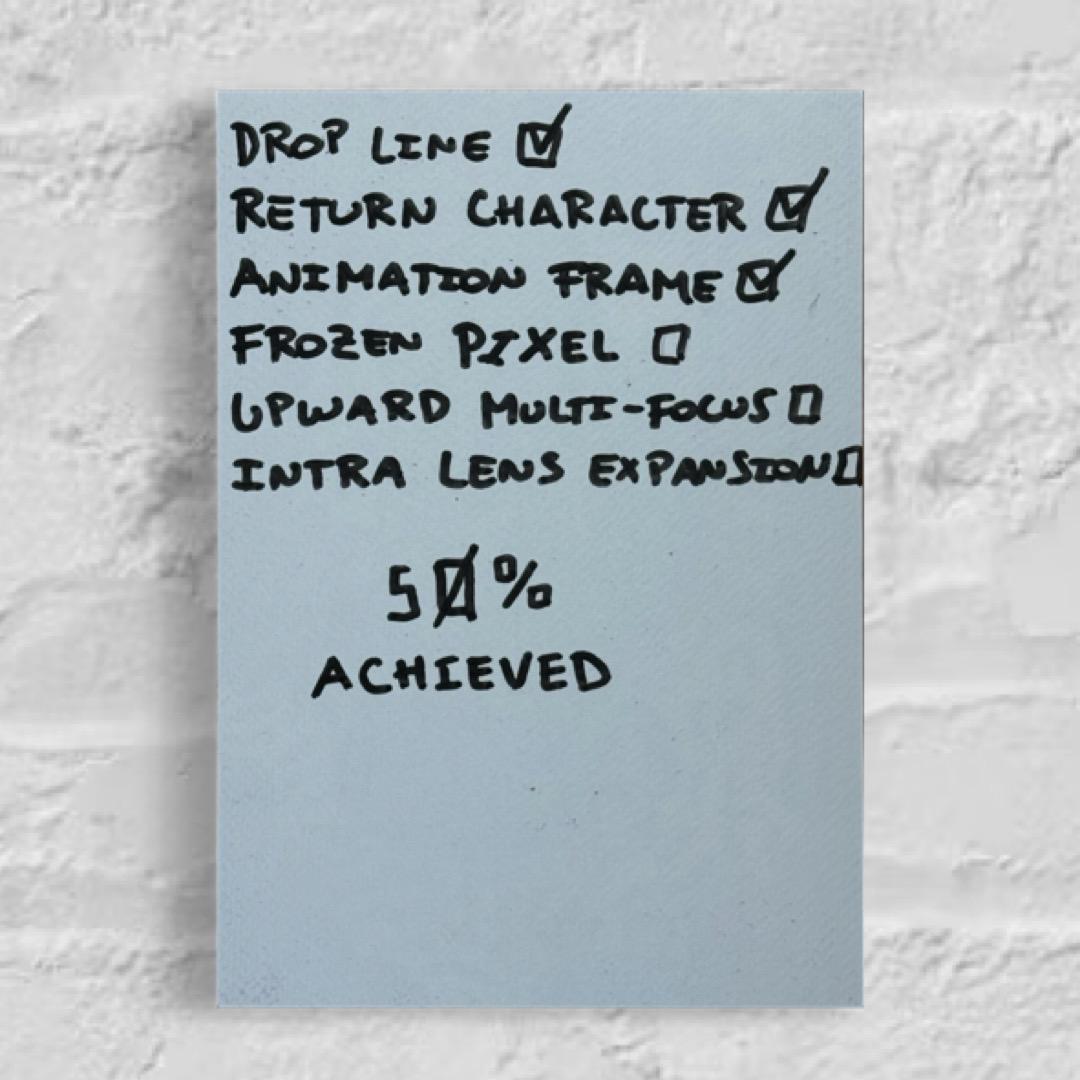 DROP LINE ☑
RETURN CHARACTER ☑
ANIMATION FRAME ☑
FROZEN PIXEL ☐
UPWARD MULTI-FOCUS ☐
INTRA LENS EXPANSION ☐
50%
ACHIEVED